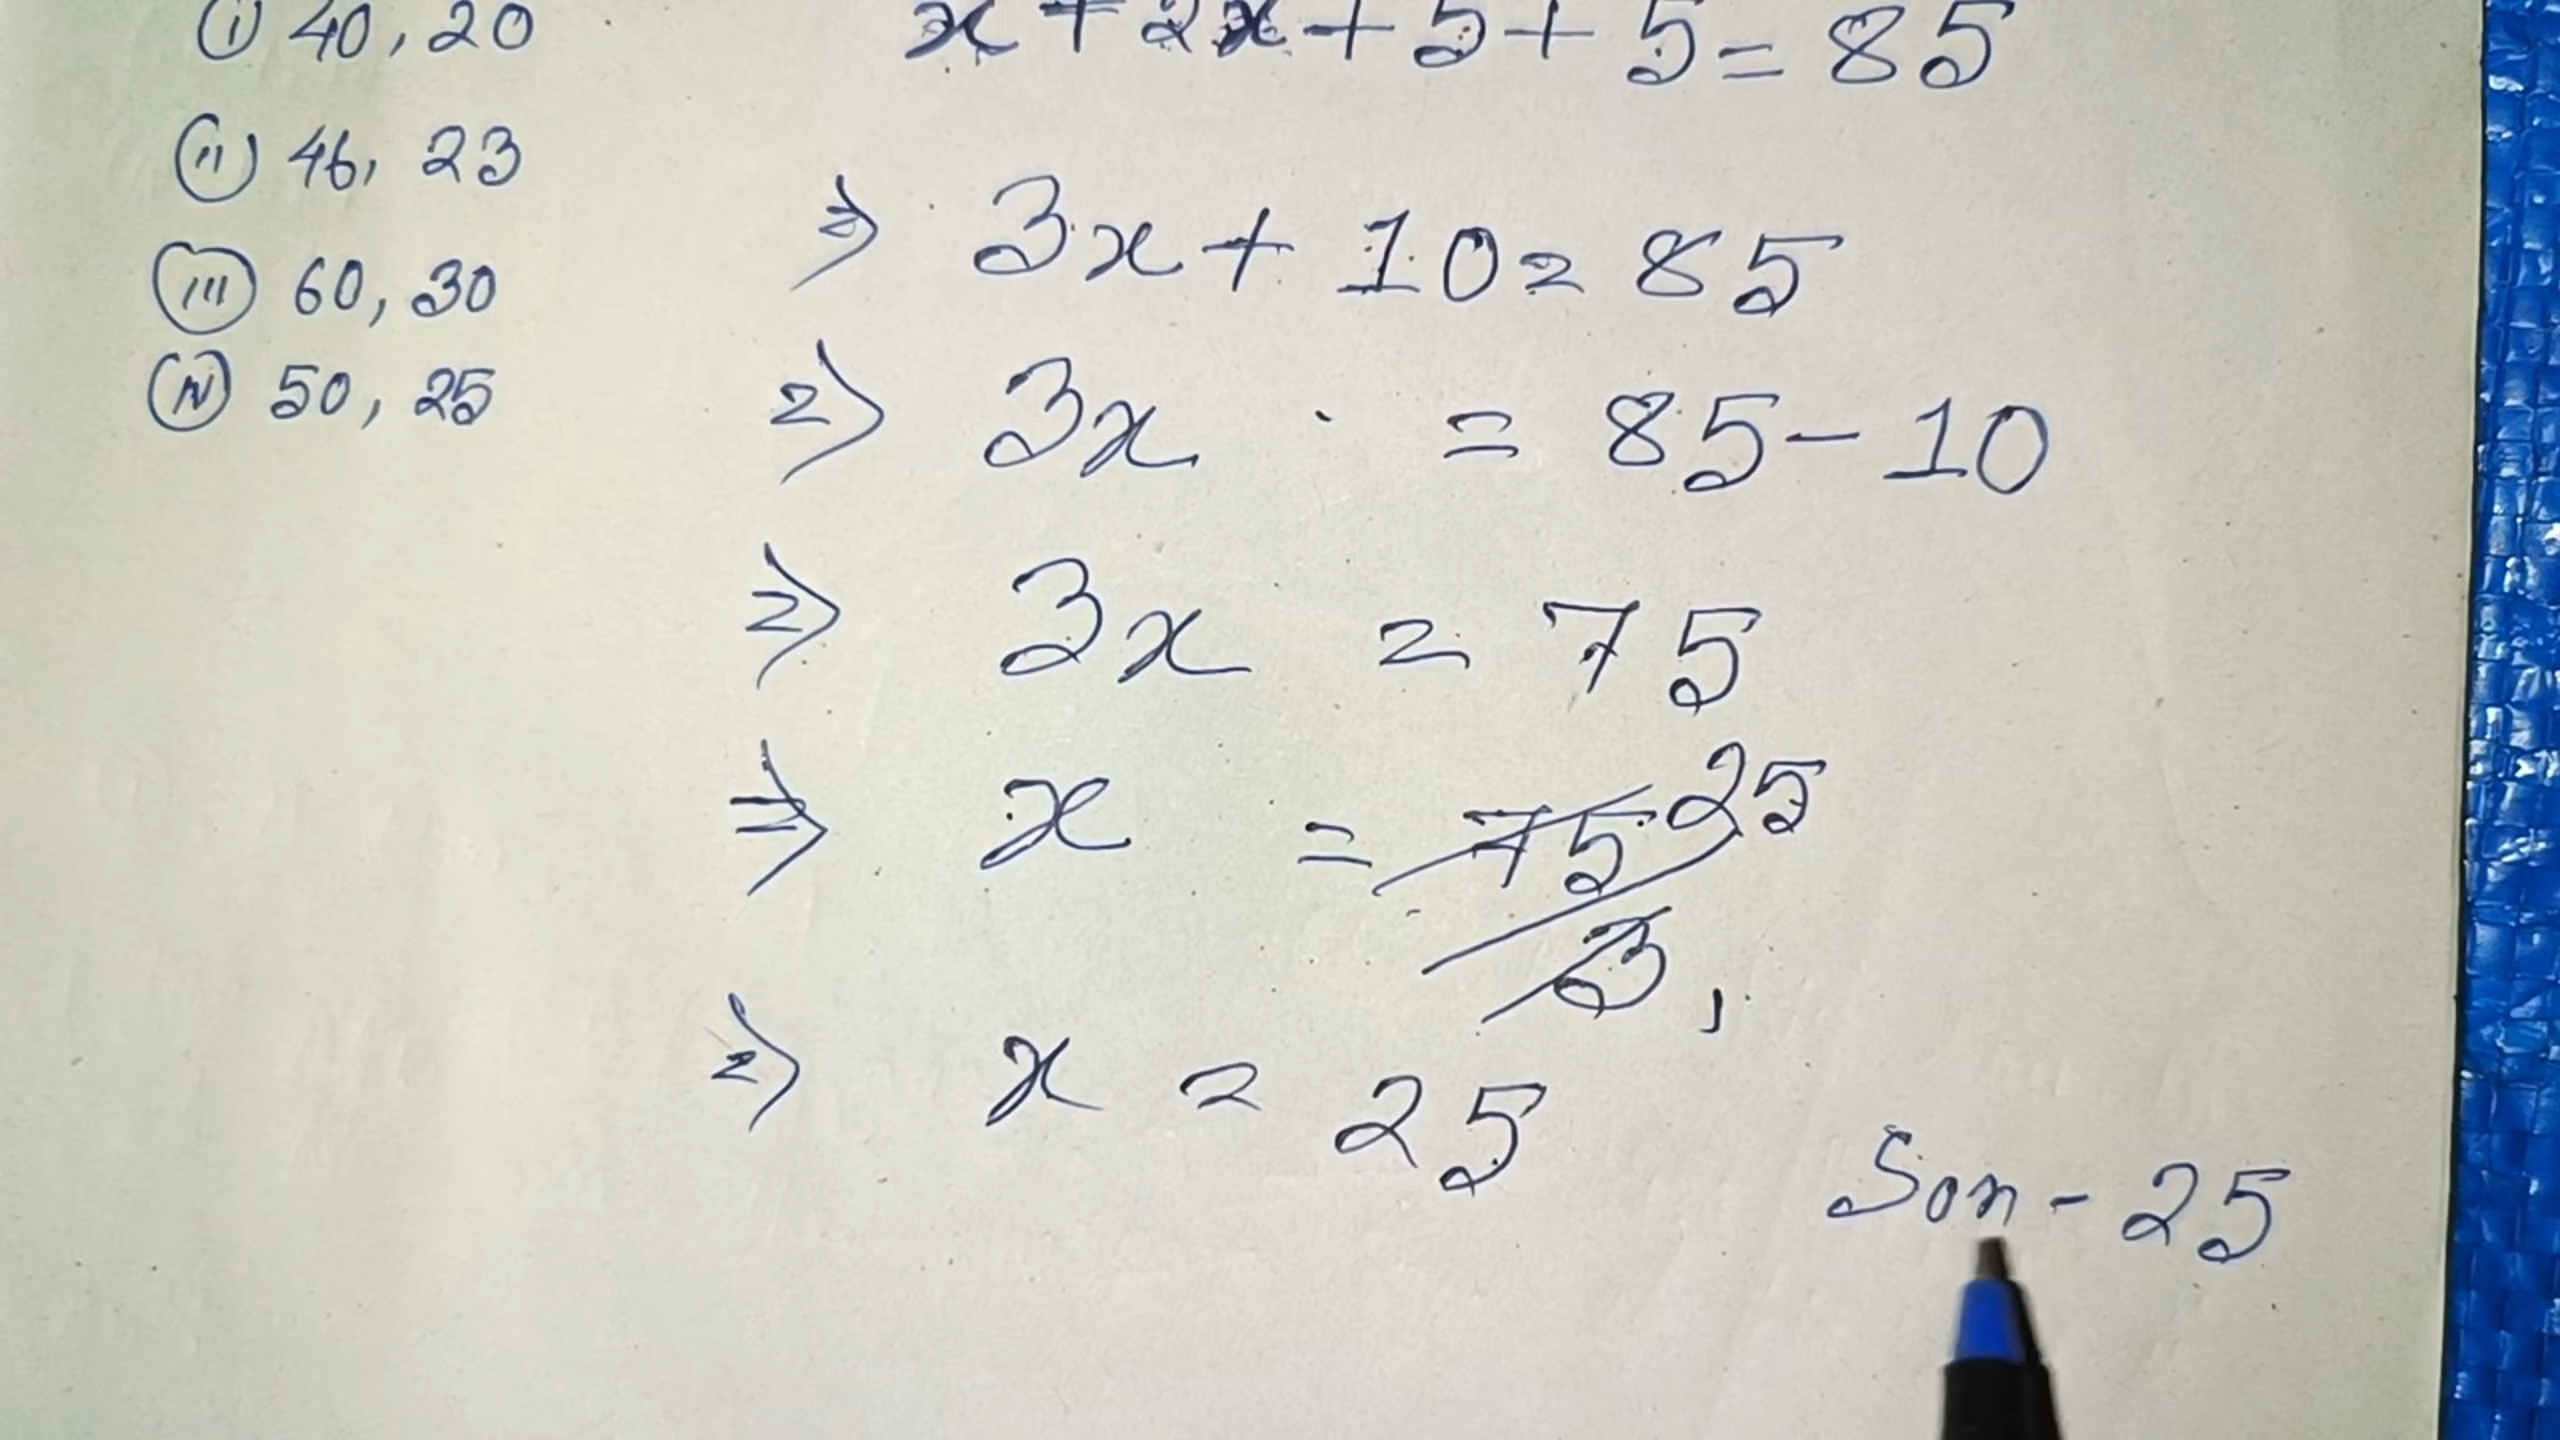 (i) 40, 20
(ii) 46, 23
(iii) 60, 30
(iv) 50, 25
x + 2x + 5 + 5 = 85
⇒ 3x + 10 = 85
⇒ 3x = 85 - 10
⇒ 3x = 75
⇒ x = 75/3 25 1
⇒ x = 25
Son - 25